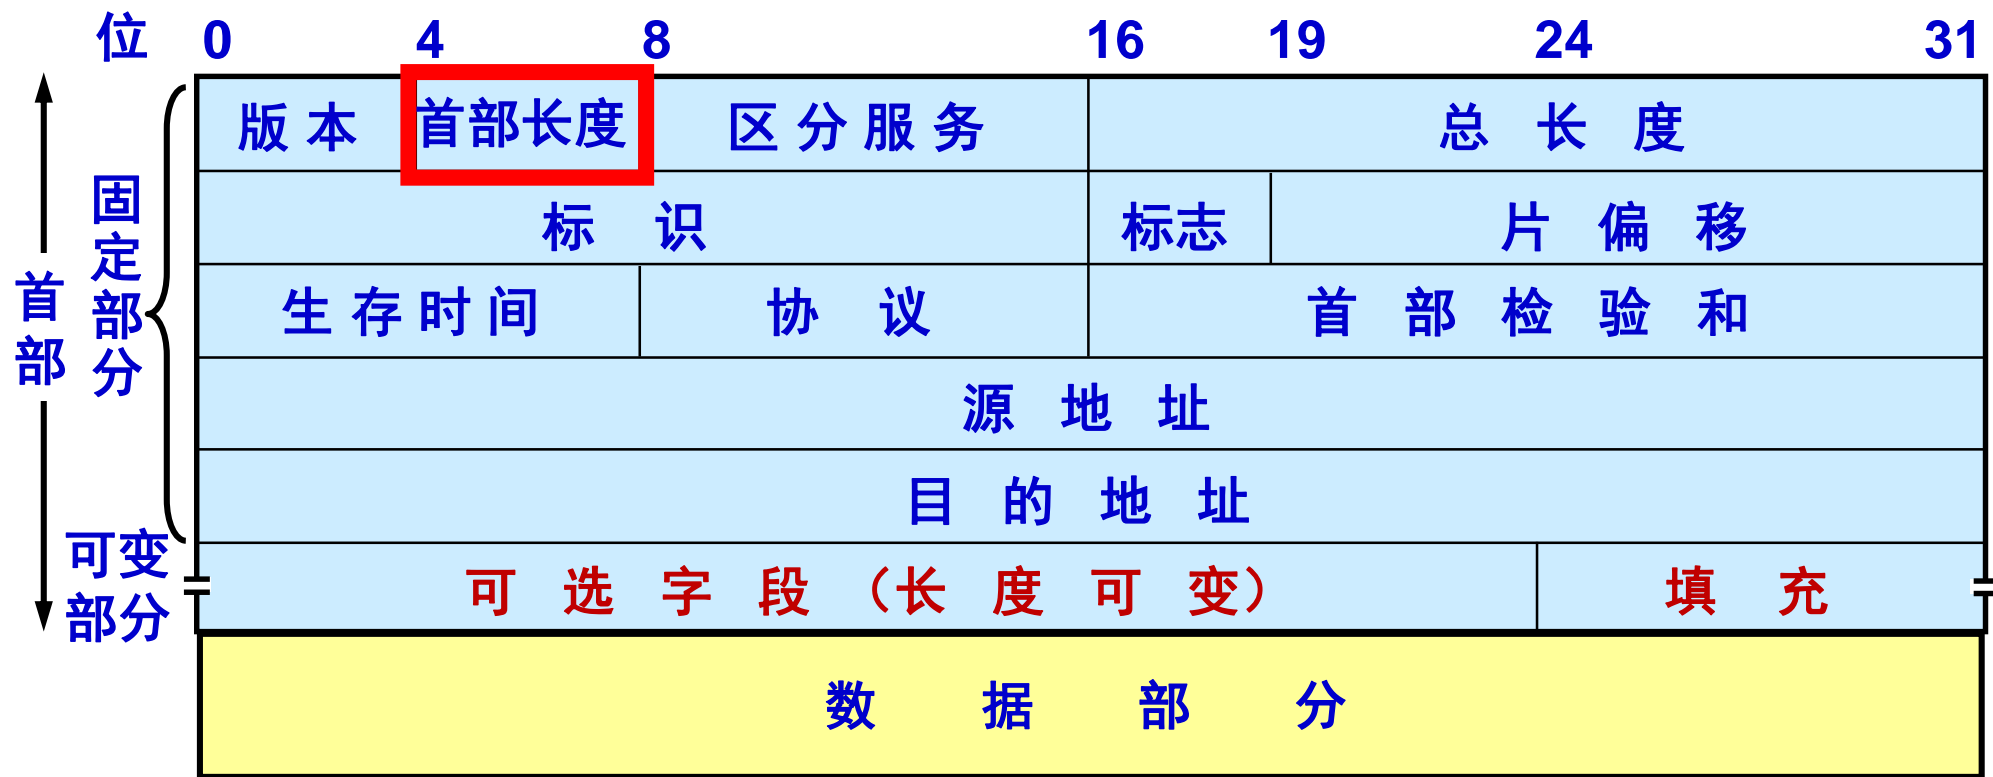 位 0 4 8 16 19 24 31
版本 首部长度 区分服务 总长度
标识 标志 片偏移
生存时间 协议 首部检验和
源地址
目的地址
可选字段（长度可变） 填充
数据部分
首部
固定部分
可变
部分